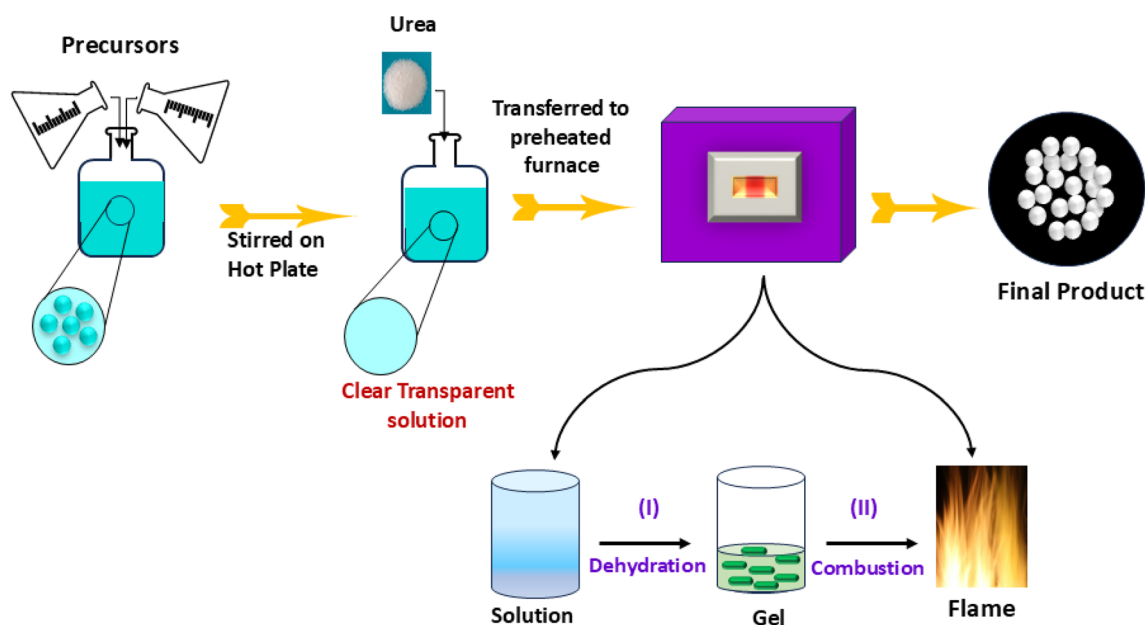 Precursors
Urea
Stirred on
Hot Plate
Clear Transparent
solution
Transferred to
preheated
furnace
Final Product
Solution
(I)
Dehydration
Gel
(II)
Combustion
Flame